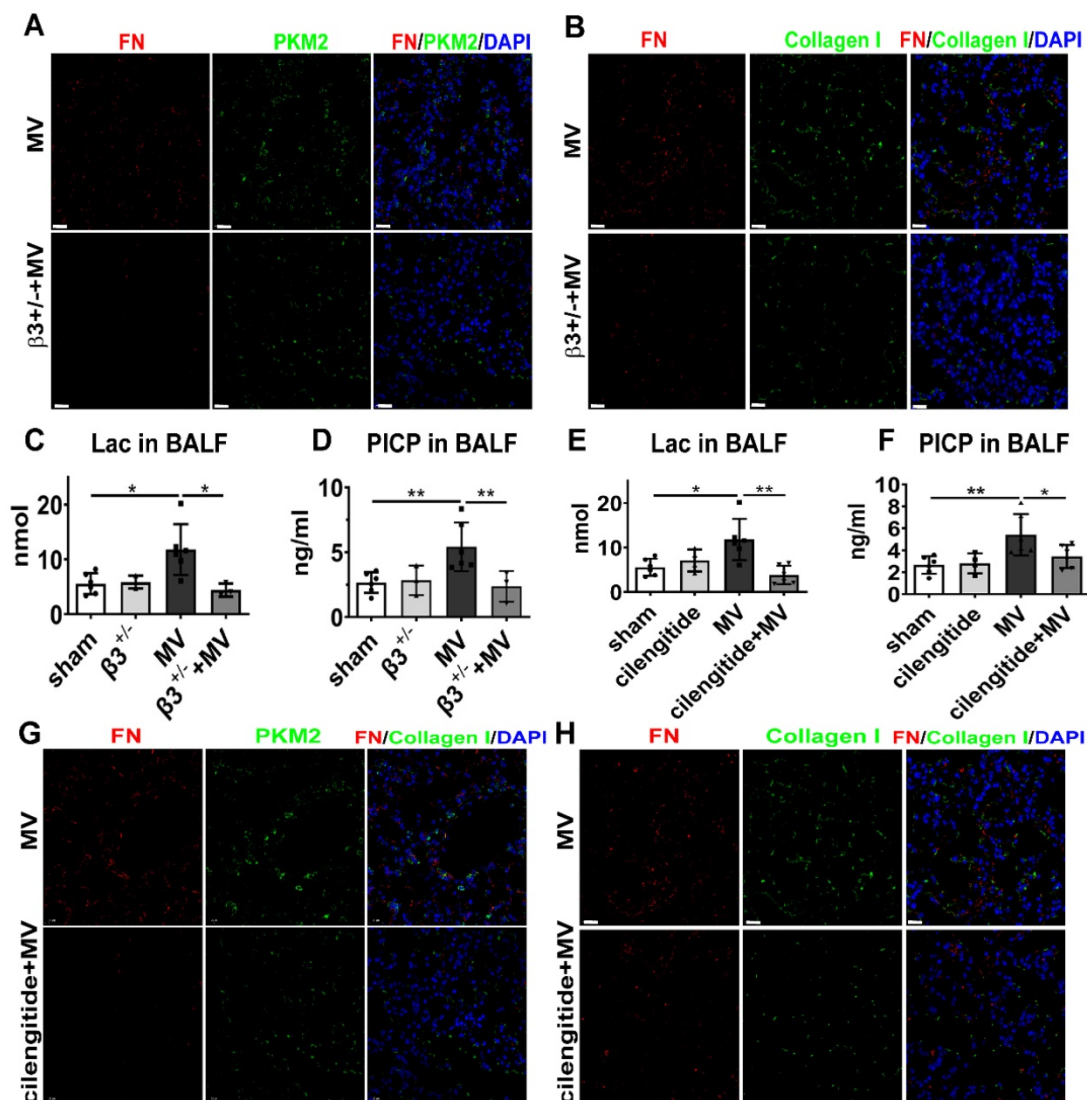 A
FN
PKM2
FN/PKM2/DAPI
MV
β3+/-+MV
B
FN
Collagen I
FN/Collagen I/DAPI
MV
β3+/-+MV
C
Lac in BALF
nmol
20
10
0
*
*
sham
β3+/-
MV
β3+/-+MV
D
PICP in BALF
ng/ml
10
5
0
**
**
sham
β3+/-
MV
β3+/-+MV
E
Lac in BALF
nmol
20
10
0
*
**
sham
cilengitide
MV
cilengitide+MV
F
PICP in BALF
ng/ml
10
8
6
4
2
0
**
*
sham
cilengitide
MV
cilengitide+MV
G
FN
PKM2
FN/Collagen I/DAPI
MV
cilengitide+MV
H
FN
Collagen I
FN/Collagen I/DAPI
MV
cilengitide+MV